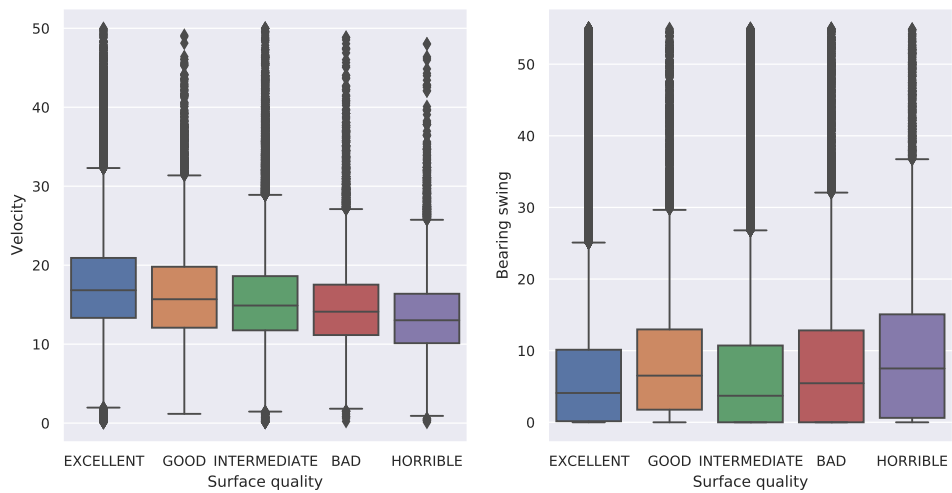 50
40
30
20
10
0
Velocity
EXCELLENT GOOD INTERMEDIATE BAD HORRIBLE
Surface quality
50
40
30
20
10
0
Bearing swing
EXCELLENT GOOD INTERMEDIATE BAD HORRIBLE
Surface quality